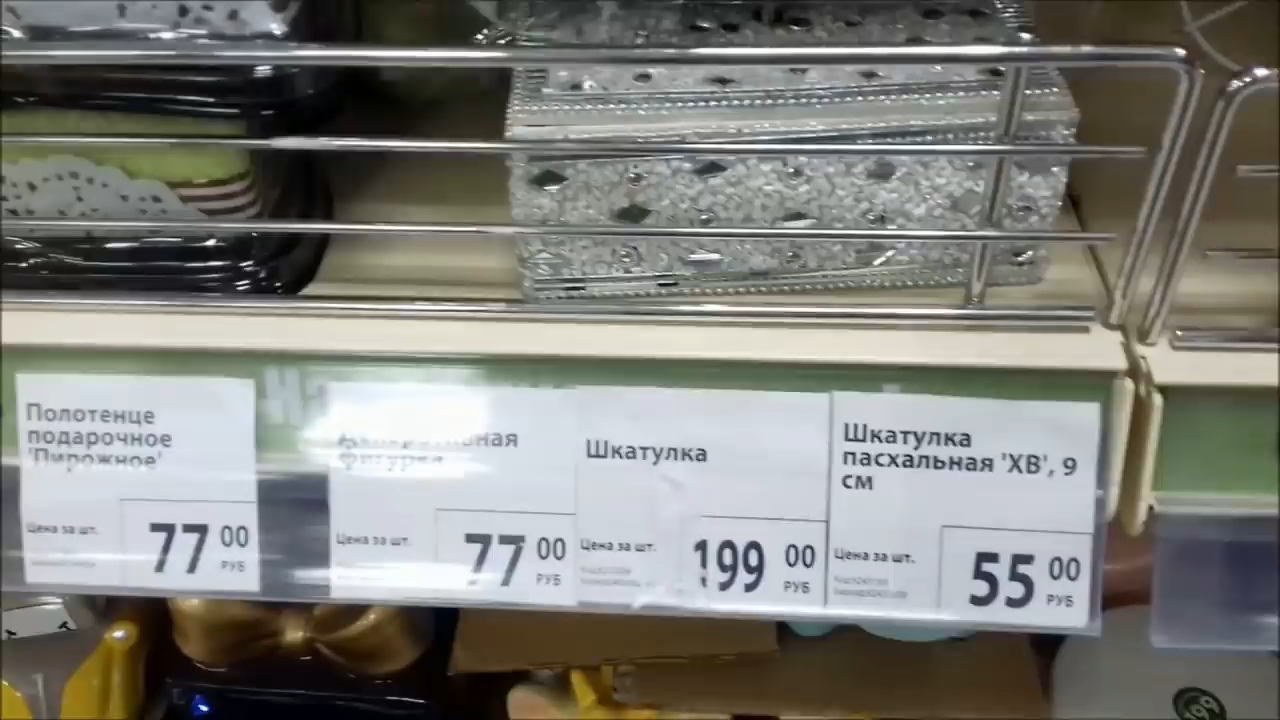 Полотенце
подарочное
'Пирожное'
Цена за шт.
77 00
РУБ
фигурка
Цена за шт.
77 00
РУБ
Шкатулка
Цена за шт.
199 00
РУБ
Шкатулка
пасхальная 'ХВ', 9
см
Цена за шт.
55 00
РУБ